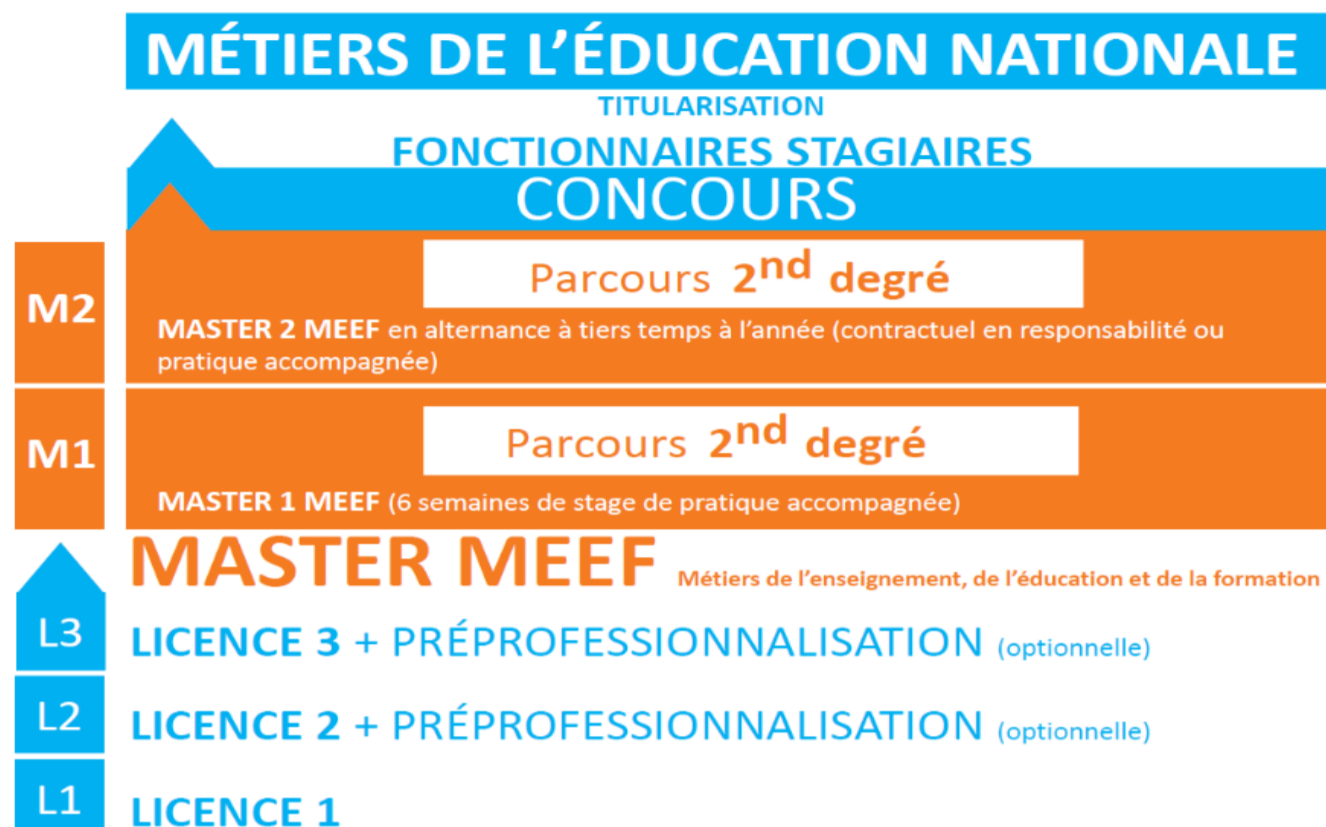 MÉTIERS DE L'ÉDUCATION NATIONALE
TITULARISATION
FONCTIONNAIRES STAGIAIRES
CONCOURS
M2
Parcours 2nd degré
MASTER 2 MEEF en alternance à tiers temps à l'année (contractuel en responsabilité ou
pratique accompagnée)
M1
Parcours 2nd degré
MASTER 1 MEEF (6 semaines de stage de pratique accompagnée)
MASTER MEEF Métiers de l'enseignement, de l'éducation et de la formation
L3
LICENCE 3 + PRÉPROFESSIONNALISATION (optionnelle)
L2
LICENCE 2 + PRÉPROFESSIONNALISATION (optionnelle)
L1
LICENCE 1